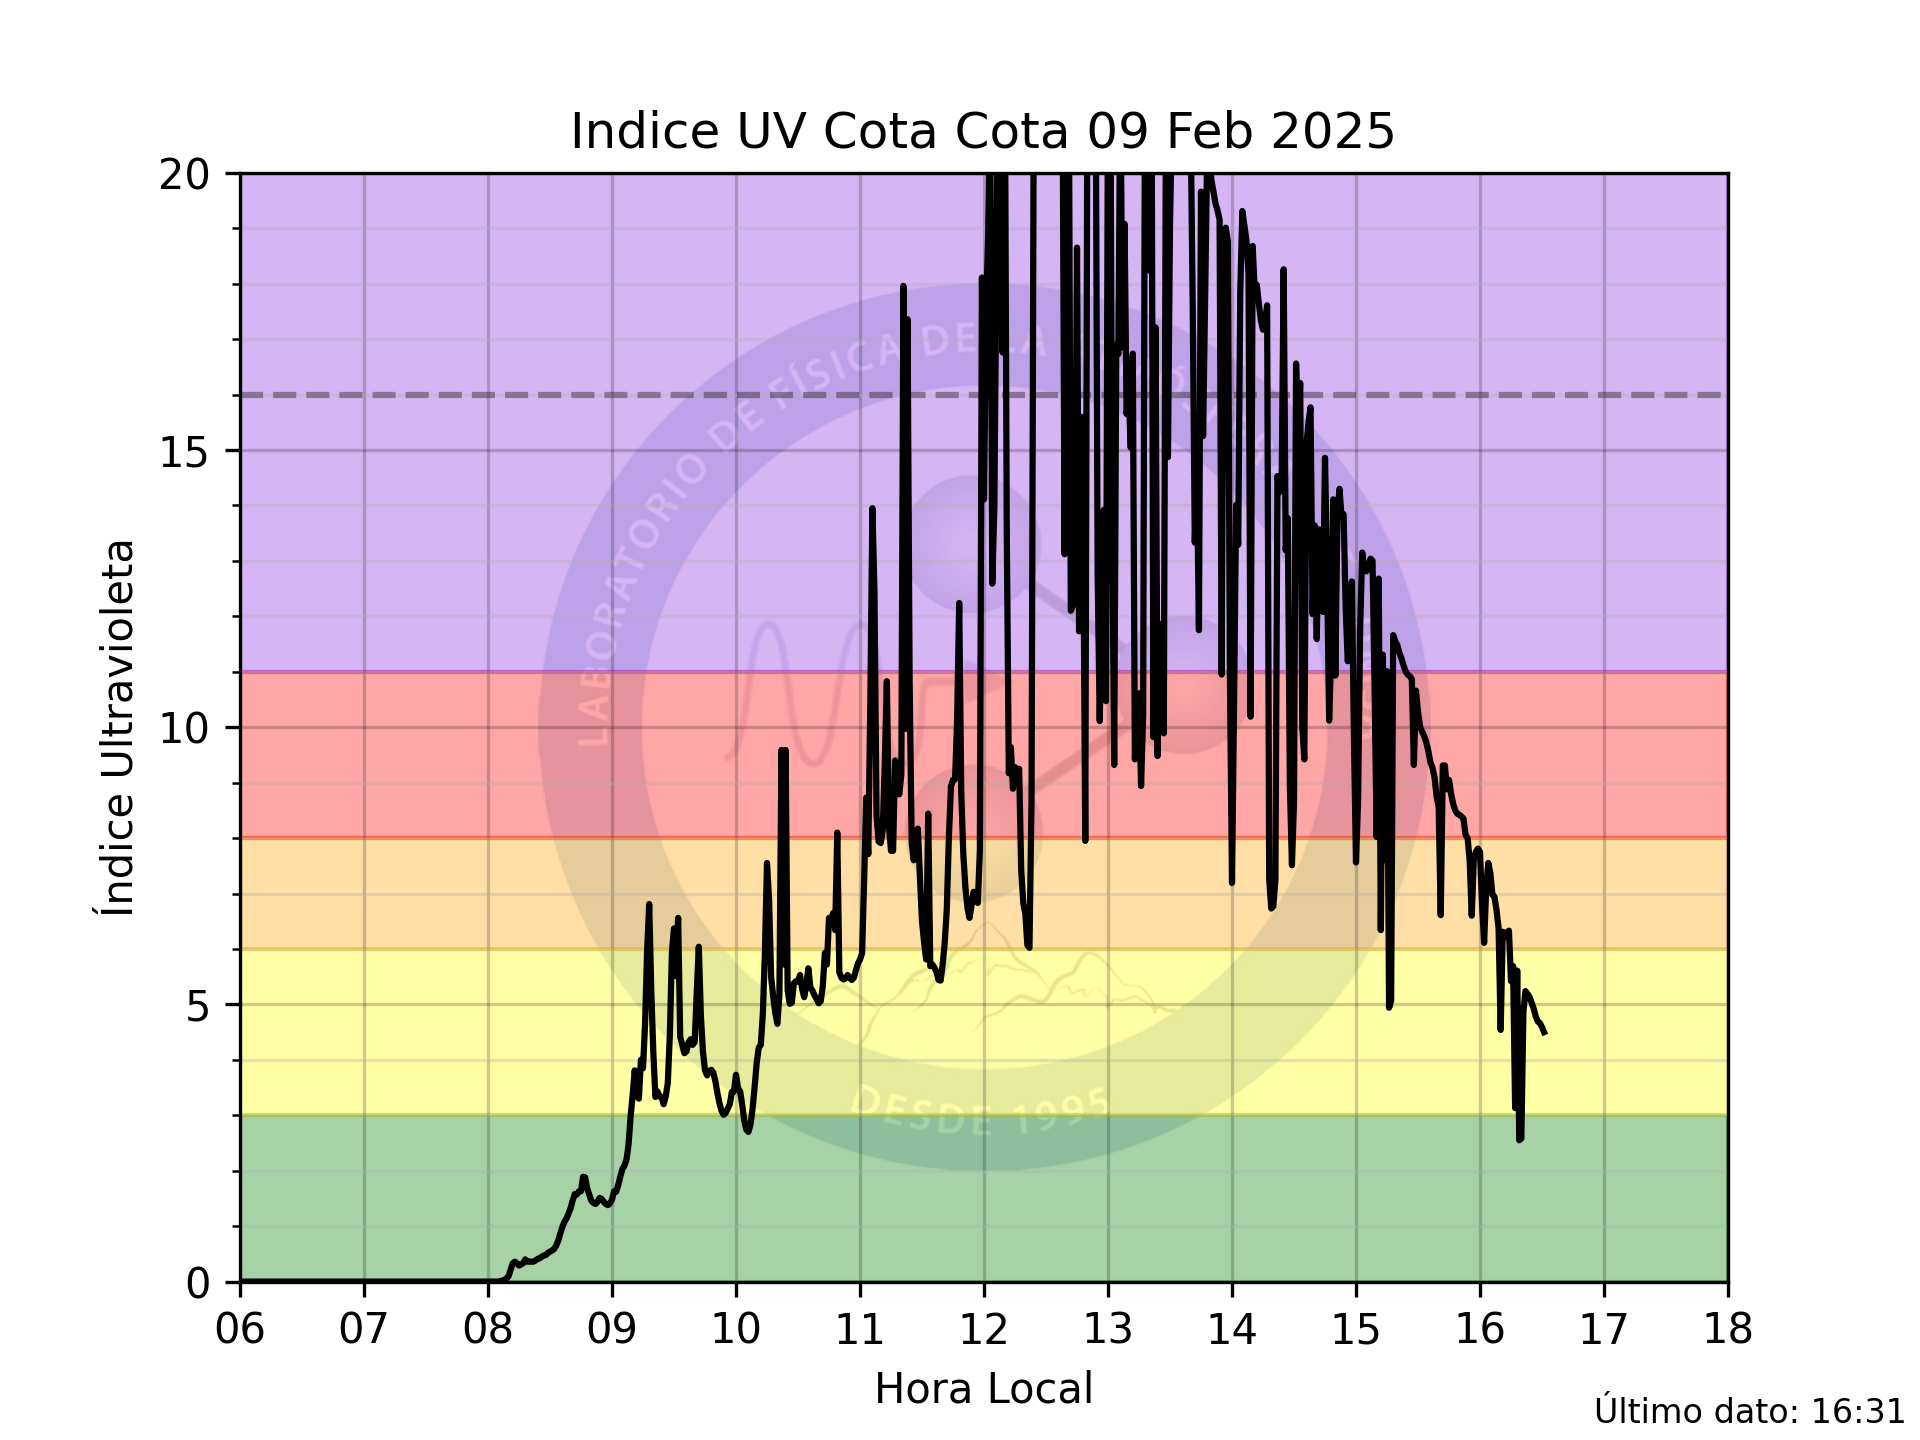 Indice UV Cota Cota 09 Feb 2025
20
15
10
5
0
Índice Ultravioleta
LABORATORIO DE FÍSICA DE LA
DESDE 1995
06 07 08 09 10 11 12 13 14 15 16 17 18
Hora Local
Último dato: 16:31